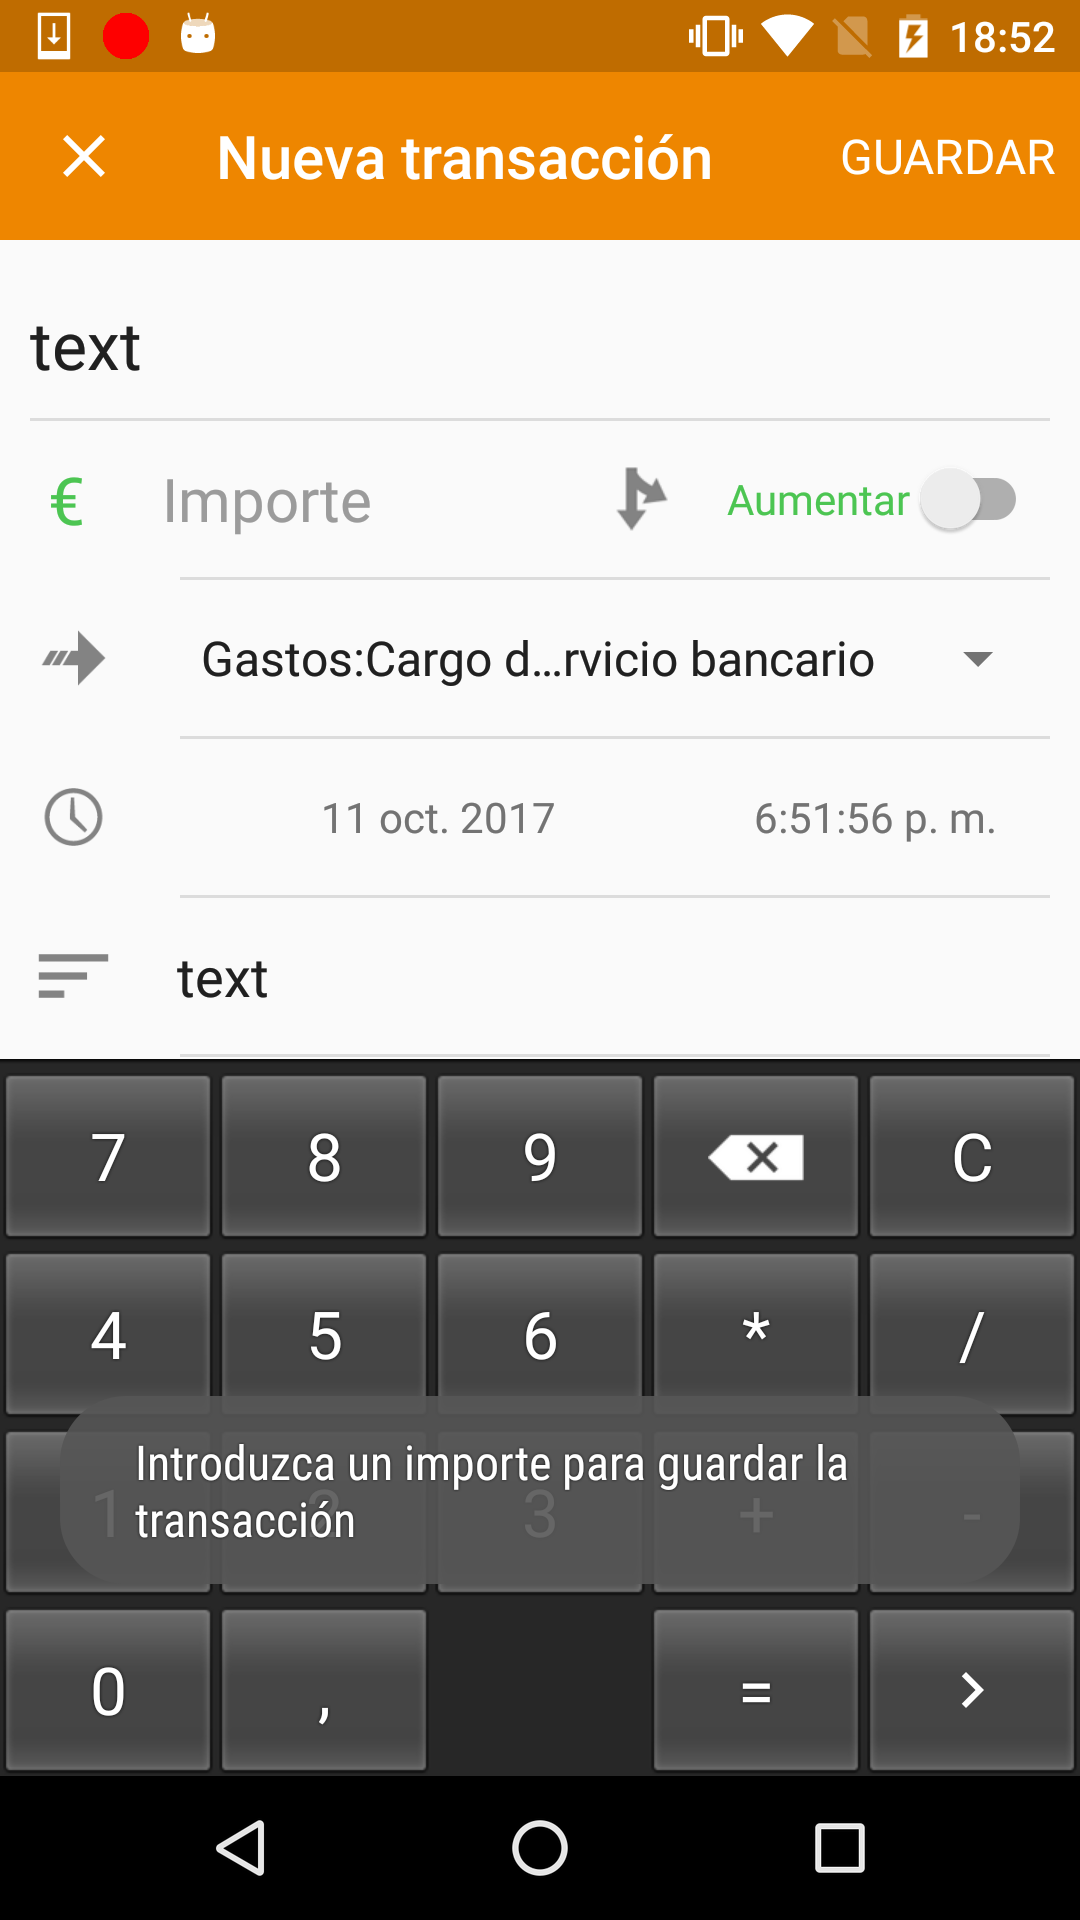 18:52
Nueva transacción GUARDAR
text
€ Importe Aumentar
Gastos:Cargo d...rvicio bancario
11 oct. 2017 6:51:56 p. m.
text
7 8 9 C
4 5 6 * /
1 2 3 + -
Introduzca un importe para guardar la
transacción
0 , = >